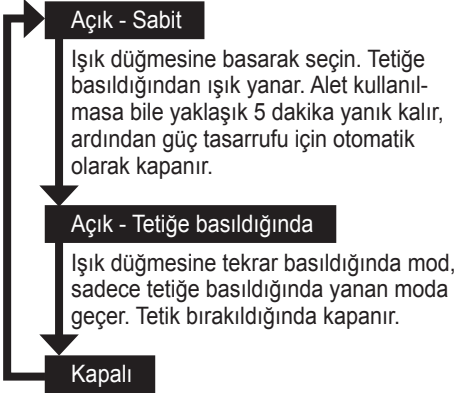 Açık - Sabit
Işık düğmesine basarak seçin. Tetiğe
basıldığından ışık yanar. Alet kullanıl-
masa bile yaklaşık 5 dakika yanık kalır,
ardından güç tasarrufu için otomatik
olarak kapanır.
Açık - Tetiğe basıldığında
Işık düğmesine tekrar basıldığında mod,
sadece tetiğe basıldığında yanan moda
geçer. Tetik bırakıldığında kapanır.
Kapalı